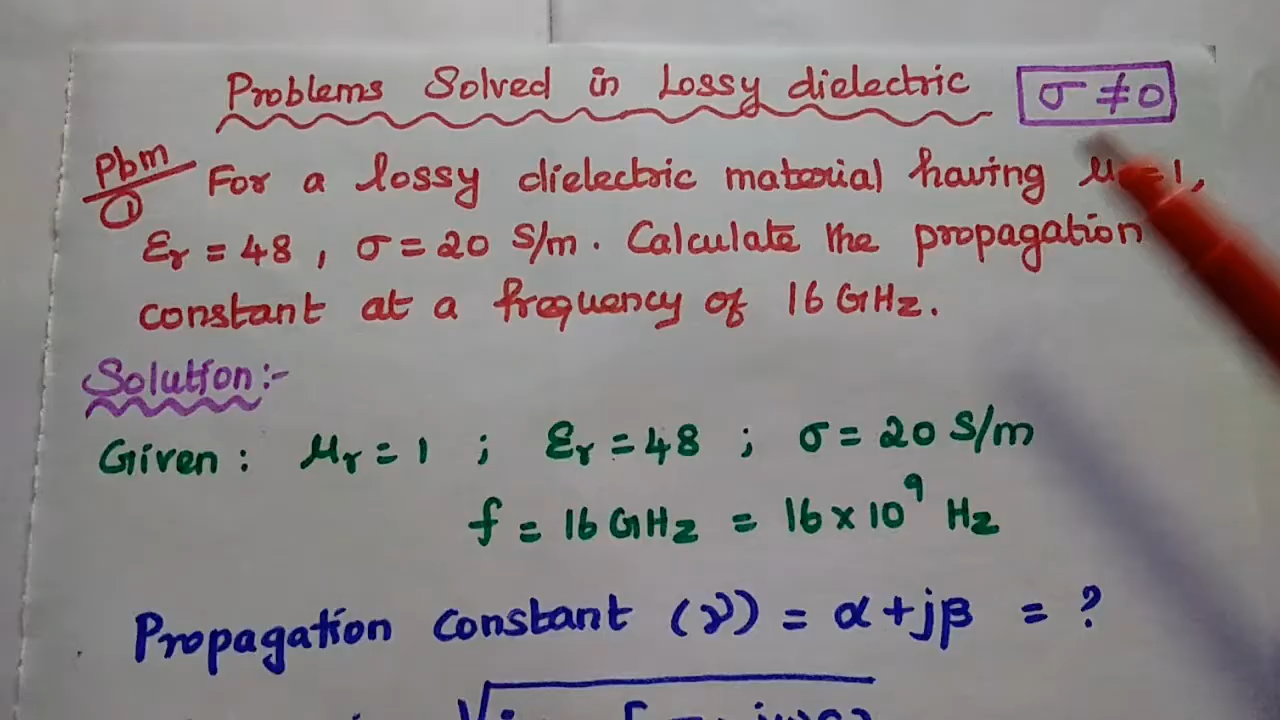 Problems Solved in Lossy dielectric σ ≠ 0
Pbm ① For a lossy dielectric material having = 1,
εr = 48 , σ = 20 S/m. Calculate the propagation
constant at a frequency of 16 GHz.
Solution:-
Given : μr = 1 ; εr = 48 ; σ = 20 S/m
f = 16 GHz = 16 × 10⁹ Hz
Propagation constant (γ) = α + jβ = ?